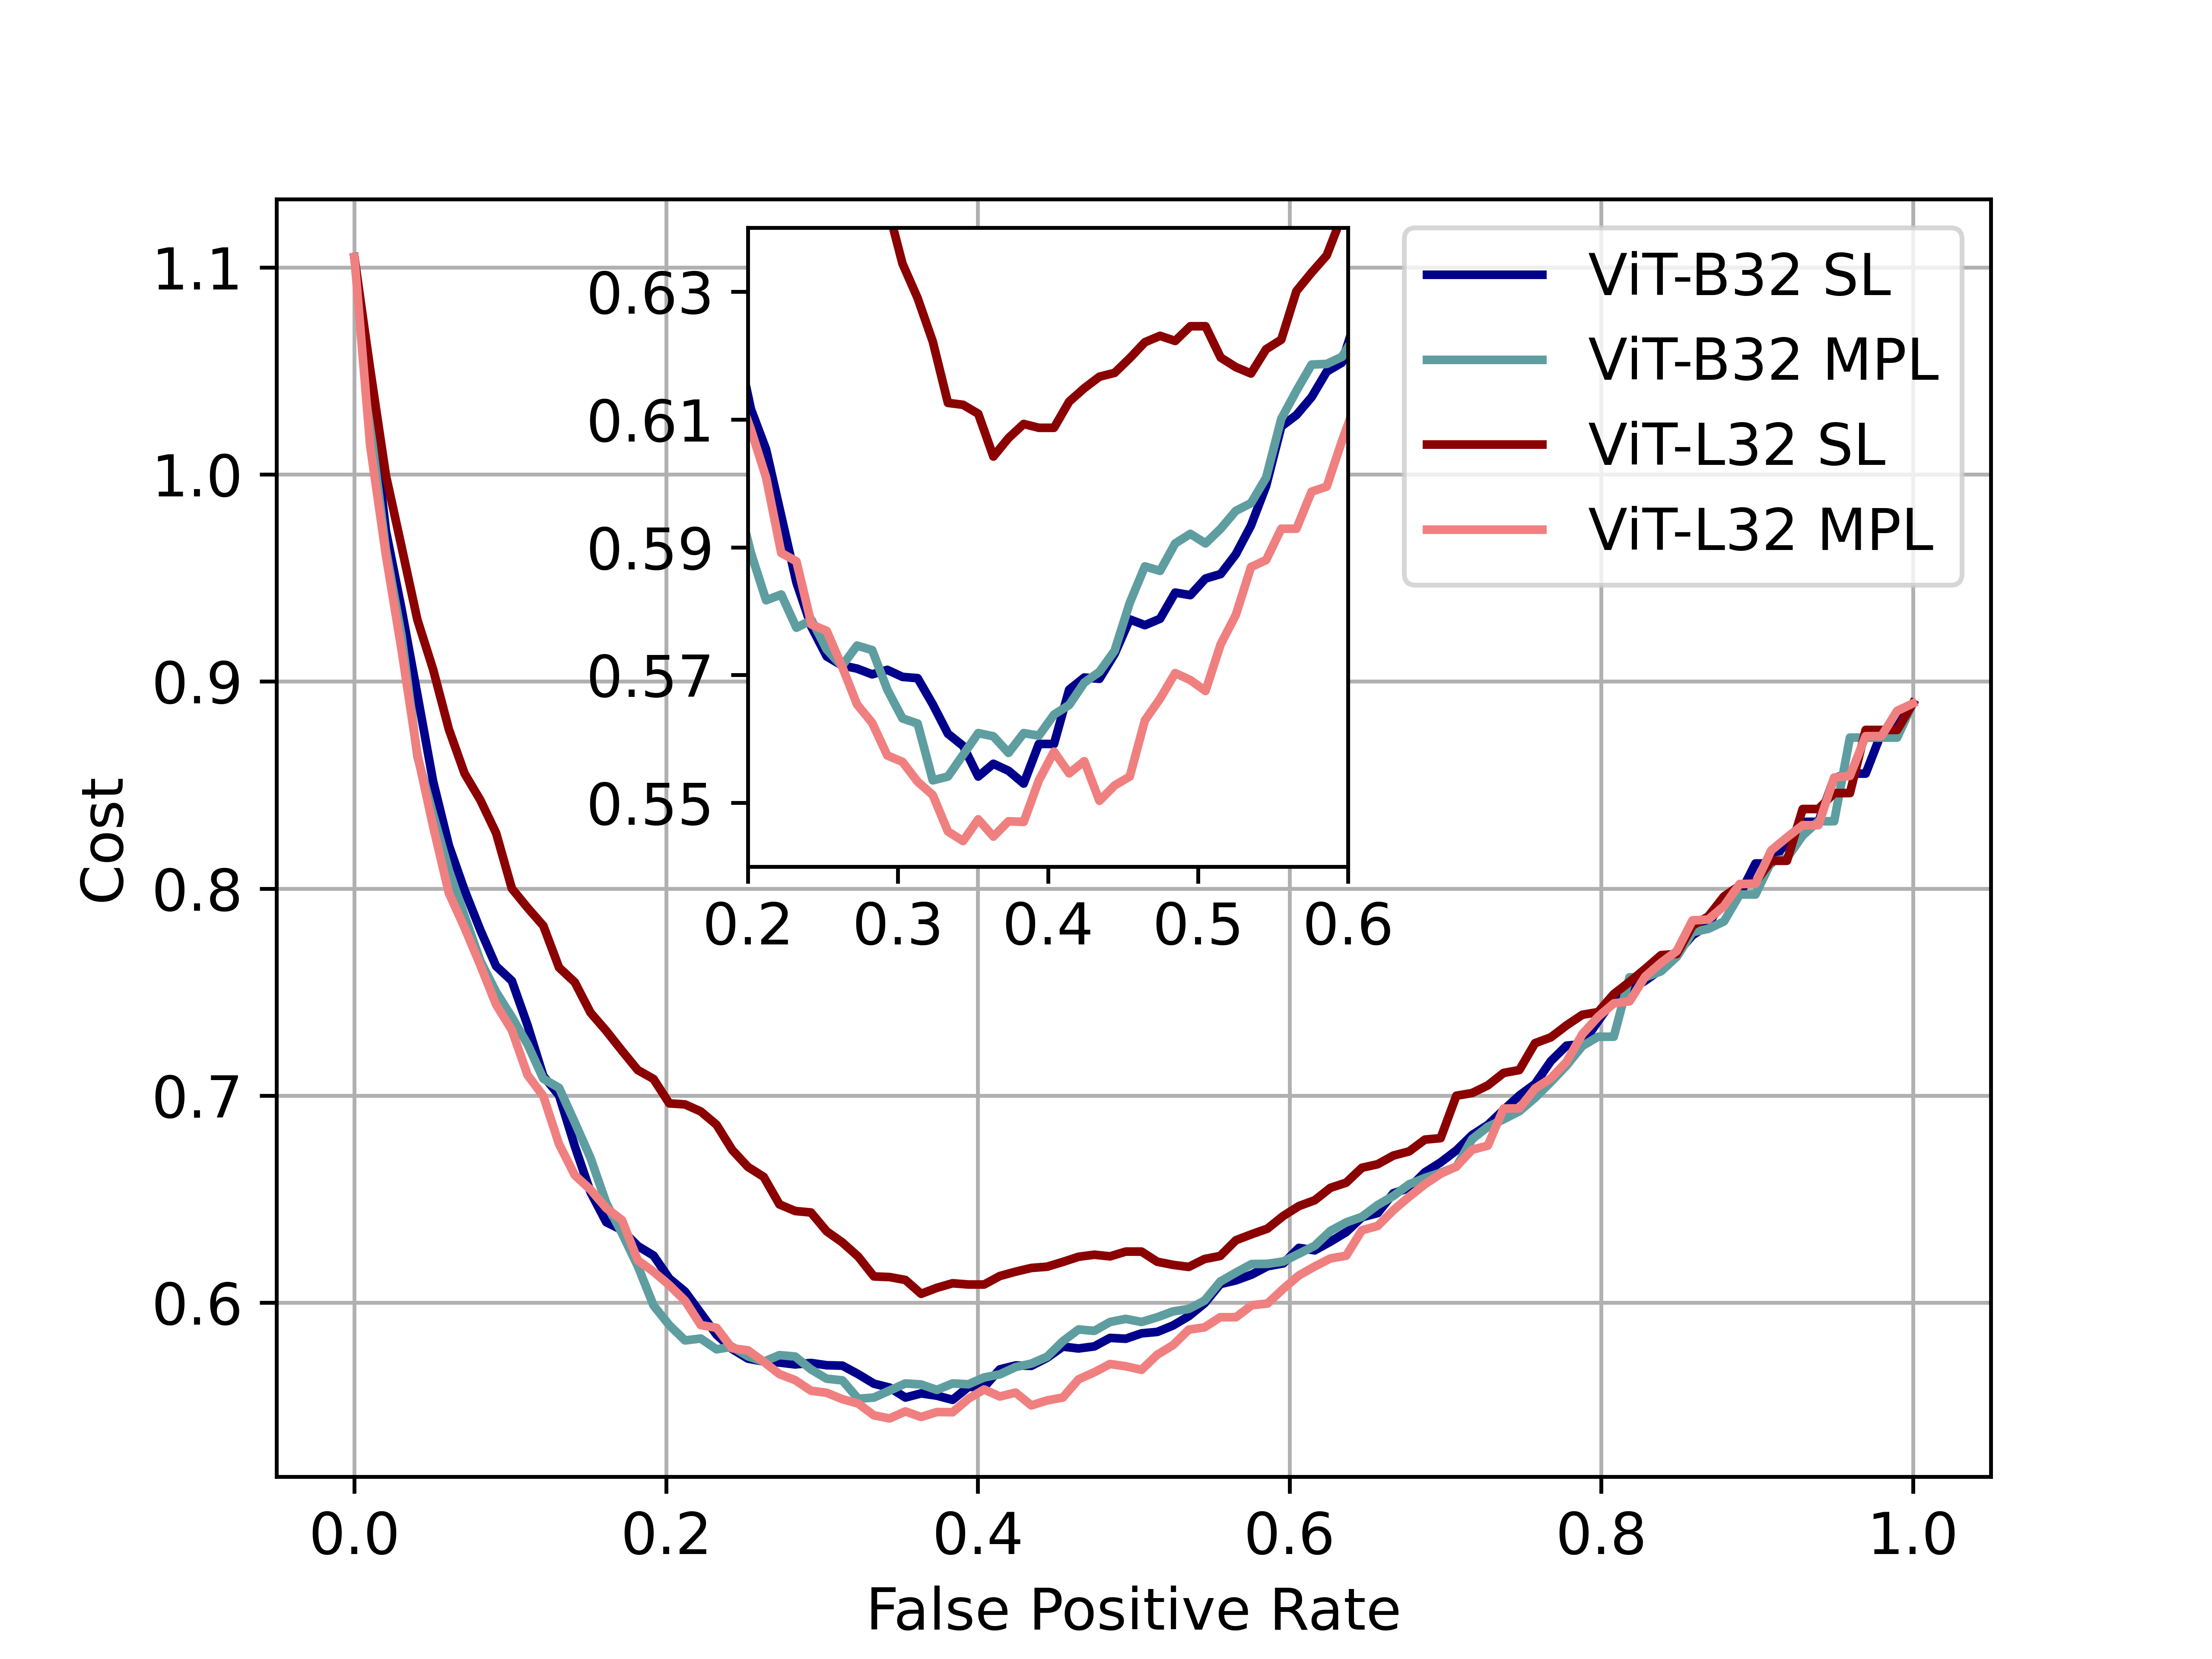 1.1
1.0
0.9
0.8
0.7
0.6
Cost
0.63
0.61
0.59
0.57
0.55
0.2 0.3 0.4 0.5 0.6
ViT-B32 SL
ViT-B32 MPL
ViT-L32 SL
ViT-L32 MPL
0.0 0.2 0.4 0.6 0.8 1.0
False Positive Rate